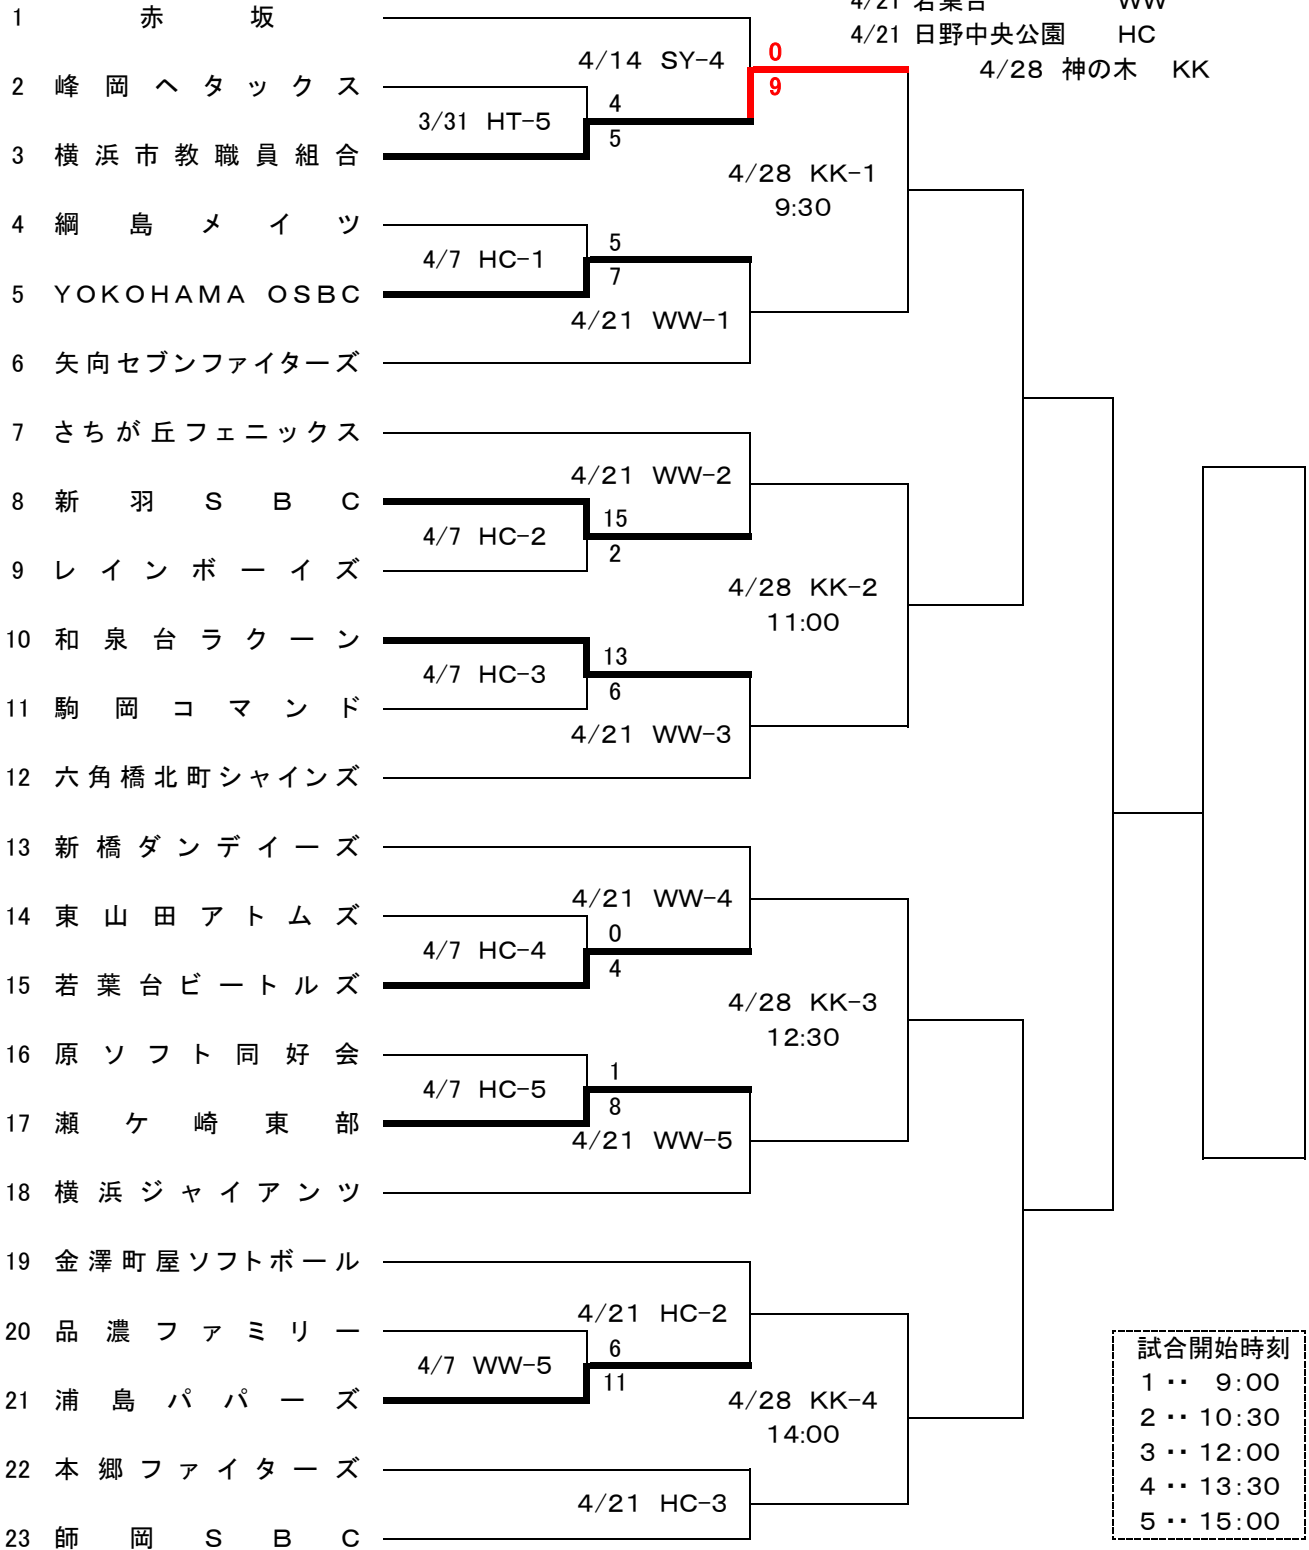 4/21 若葉台 WW
1 赤坂
4/21 日野中央公園 HC
4/14 SY-4
0
4/28 神の木 KK
2 峰岡ヘタックス
9
3/31 HT-5
4
5
3 横浜市教職員組合
4/28 KK-1
9:30
4 綱島メイツ
5
4/7 HC-1
7
5 YOKOHAMA OSBC
4/21 WW-1
6 矢向セブンファイターズ
7 さちが丘フェニックス
4/21 WW-2
8 新羽SBC
15
4/7 HC-2
2
9 レインボーイズ
4/28 KK-2
11:00
10 和泉台ラクーン
13
4/7 HC-3
6
11 駒岡コマンド
4/21 WW-3
12 六角橋北町シャインズ
13 新橋ダンデイーズ
4/21 WW-4
14 東山田アトムズ
0
4/7 HC-4
4
15 若葉台ビートルズ
4/28 KK-3
12:30
16 原ソフト同好会
1
4/7 HC-5
8
17 瀬ケ崎東部
4/21 WW-5
18 横浜ジャイアンツ
19 金澤町屋ソフトボール
4/21 HC-2
20 品濃ファミリー
6
4/7 WW-5
11
21 浦島パパーズ
4/28 KK-4
14:00
22 本郷ファイターズ
4/21 HC-3
23 師岡SBC
試合開始時刻
1 ‥ 9:00
2 ‥ 10:30
3 ‥ 12:00
4 ‥ 13:30
5 ‥ 15:00